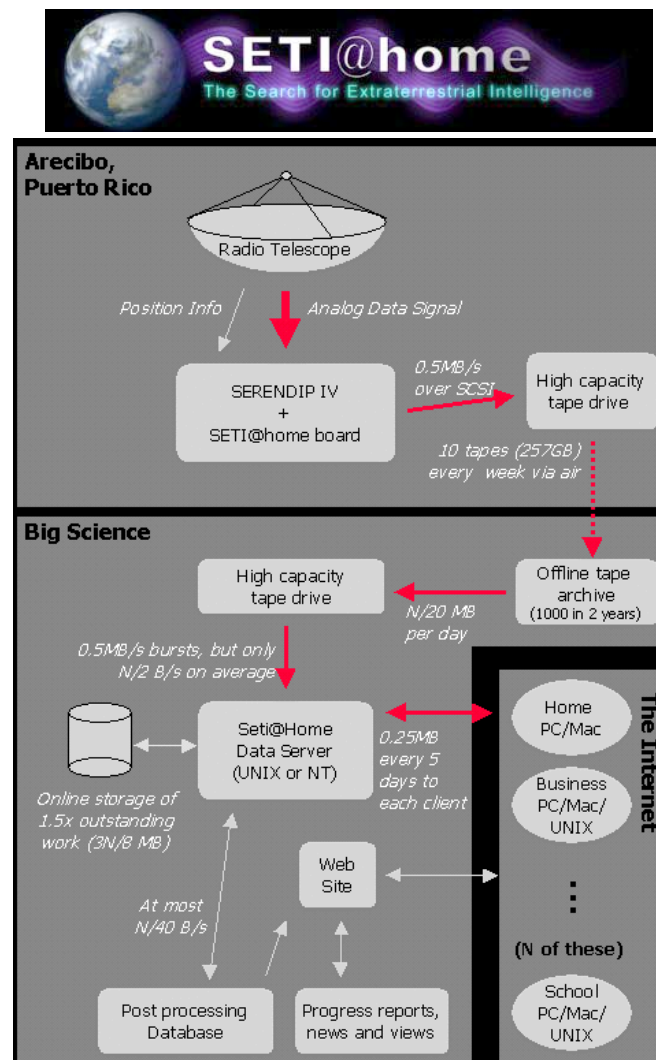 SETI@home
The Search for Extraterrestrial Intelligence
Arecibo,
Puerto Rico
Radio Telescope
Position Info
Analog Data Signal
SERENDIP IV
+
SETI@home board
0.5MB/s
over SCSI
High capacity
tape drive
10 tapes (257GB)
every week via air
Big Science
High capacity
tape drive
Offline tape
archive
(1000 in 2 years)
N/20 MB
per day
0.5MB/s bursts, but only
N/2 B/s on average
Seti@Home
Data Server
(UNIX or NT)
0.25MB
every 5
days to
each client
Online storage of
1.5x outstanding
work (3N/8 MB)
The Internet
Home
PC/Mac
Business
PC/Mac/
UNIX
(N of these)
School
PC/Mac/
UNIX
Web
Site
At most
N/40 B/s
Post processing
Database
Progress reports,
news and views